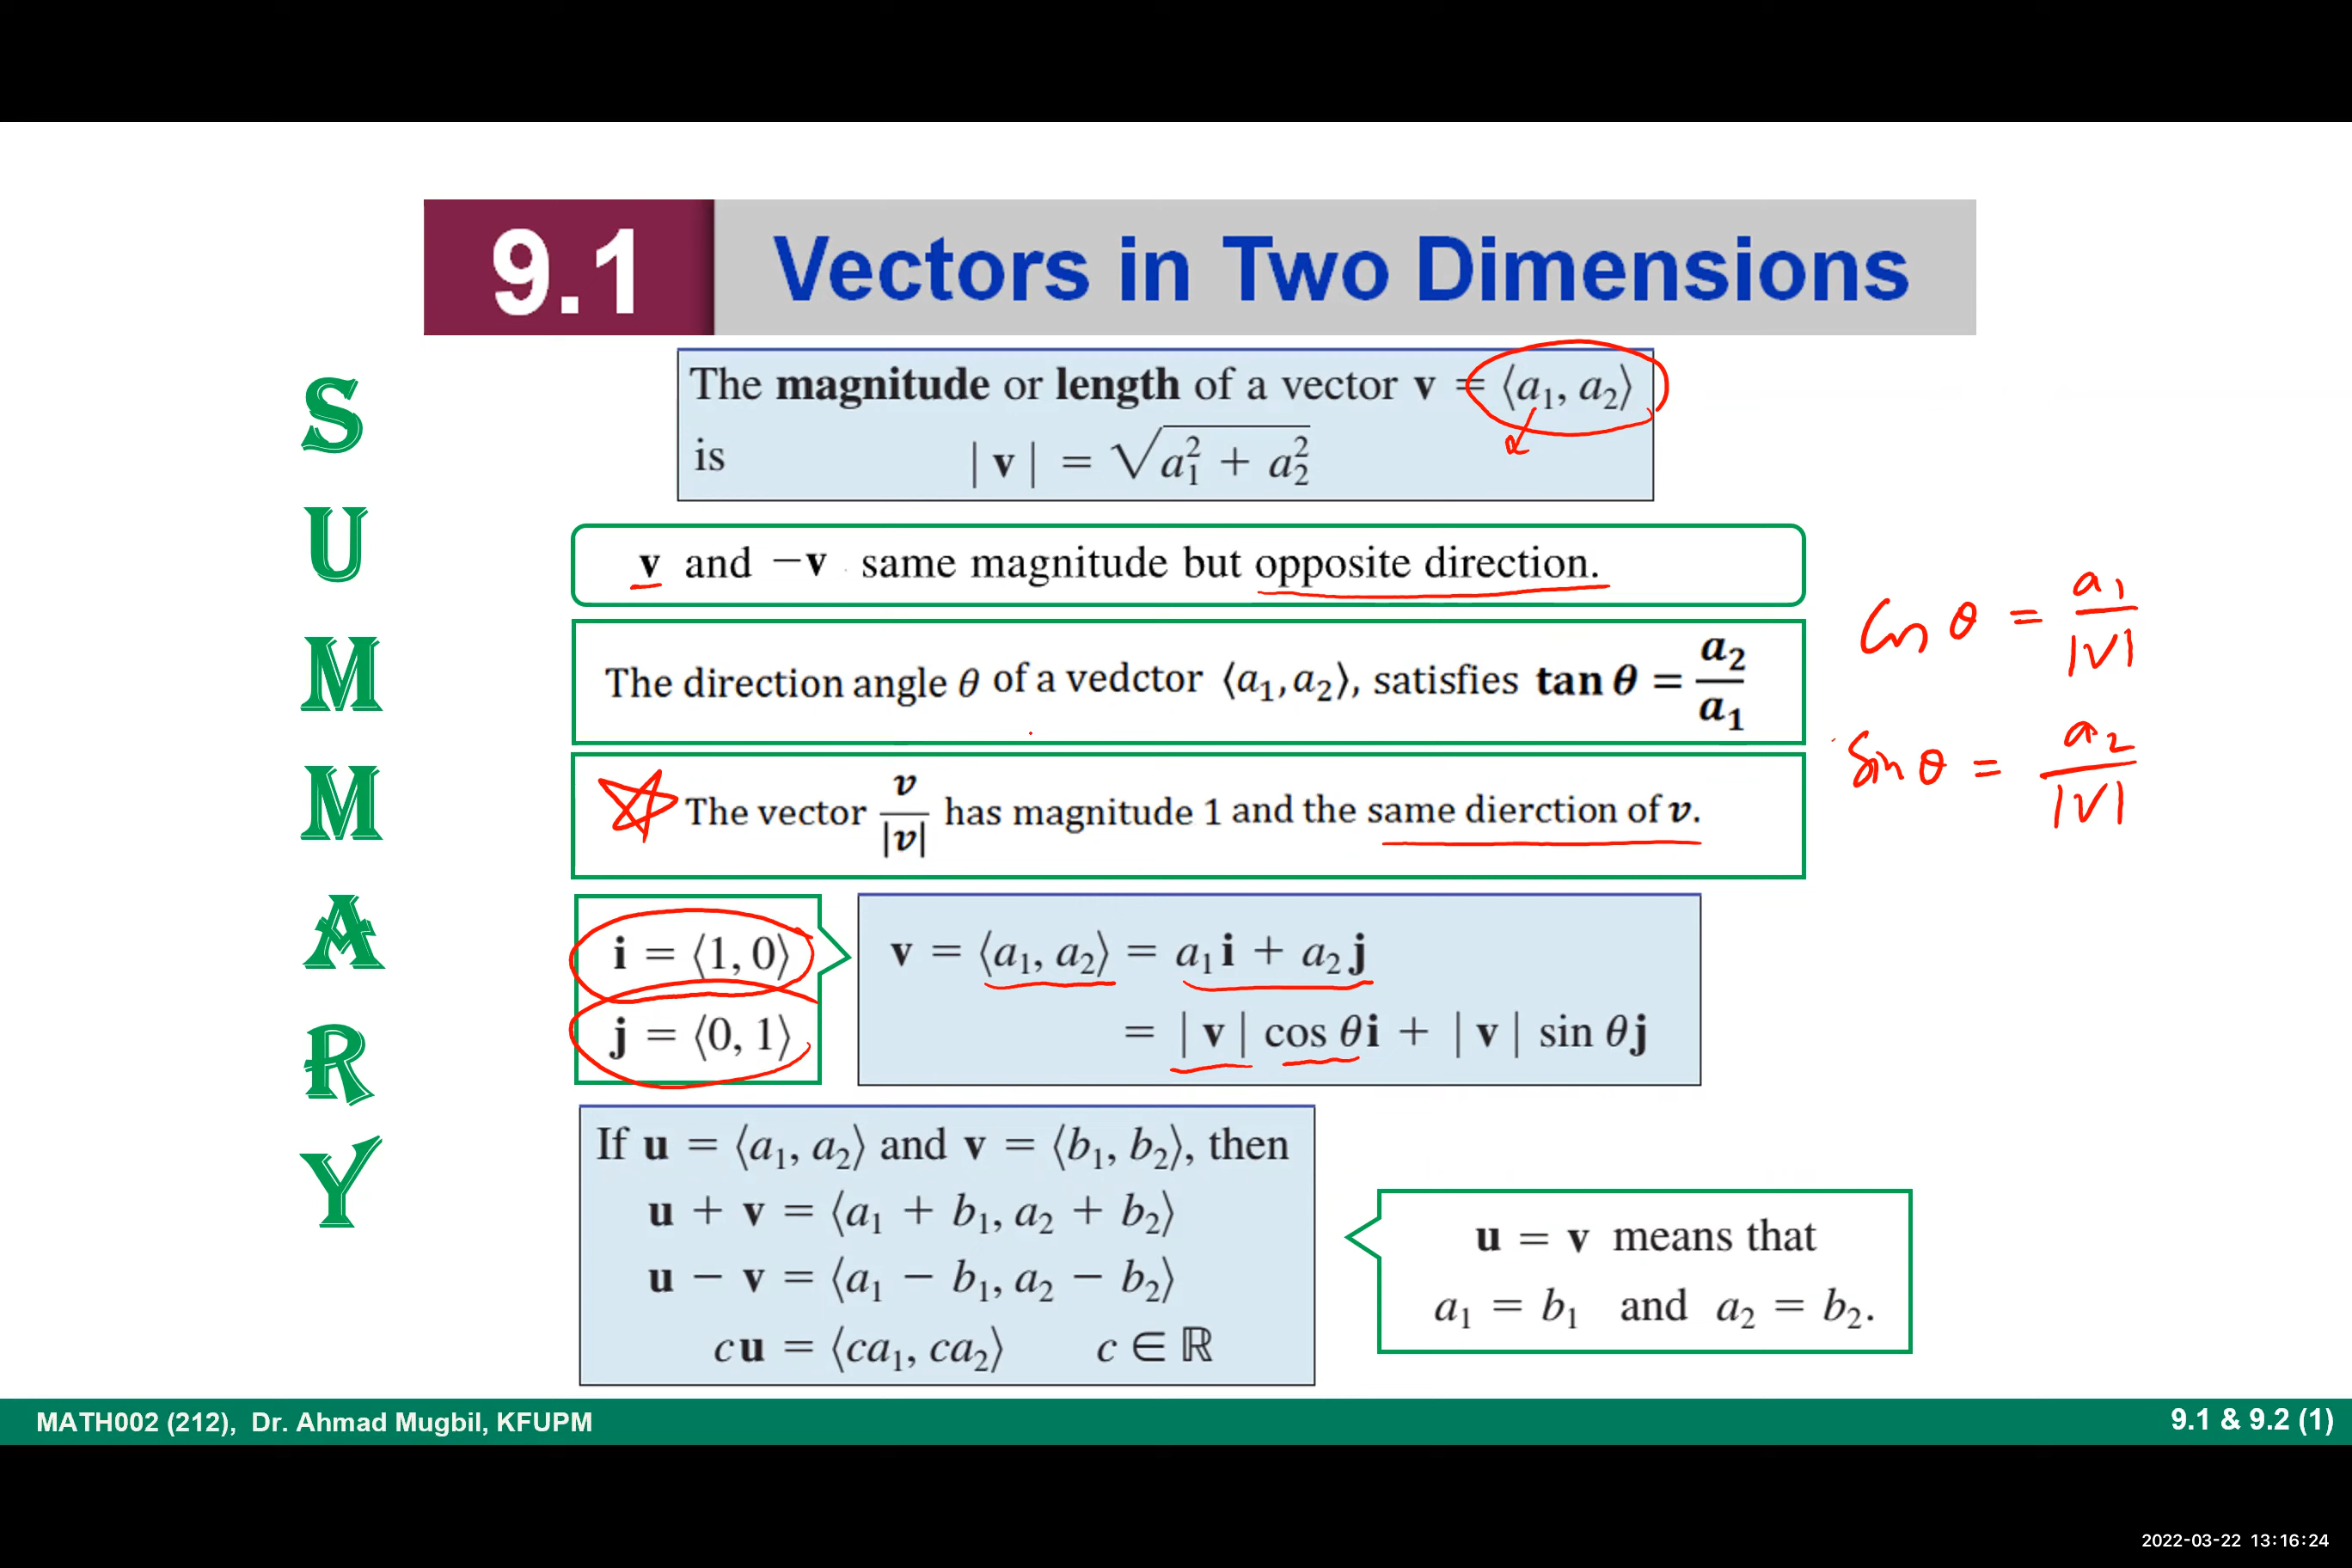 9.1 Vectors in Two Dimensions
S
U
M
M
A
R
Y
The magnitude or length of a vector v = ⟨a₁, a₂⟩
is | v | = √(a₁² + a₂²)
v and −v same magnitude but opposite direction.
The direction angle θ of a vedctor ⟨a₁, a₂⟩, satisfies tan θ = a₂/a₁
cos θ = a₁/|v|
sin θ = a₂/|v|
The vector v/|v| has magnitude 1 and the same dierction of v.
i = ⟨1, 0⟩
j = ⟨0, 1⟩
v = ⟨a₁, a₂⟩ = a₁i + a₂j
= | v | cos θi + | v | sin θj
If u = ⟨a₁, a₂⟩ and v = ⟨b₁, b₂⟩, then
u + v = ⟨a₁ + b₁, a₂ + b₂⟩
u − v = ⟨a₁ − b₁, a₂ − b₂⟩
cu = ⟨ca₁, ca₂⟩ c ∈ ℝ
u = v means that
a₁ = b₁ and a₂ = b₂.
MATH002 (212), Dr. Ahmad Mugbil, KFUPM
9.1 & 9.2 (1)
2022-03-22 13:16:24